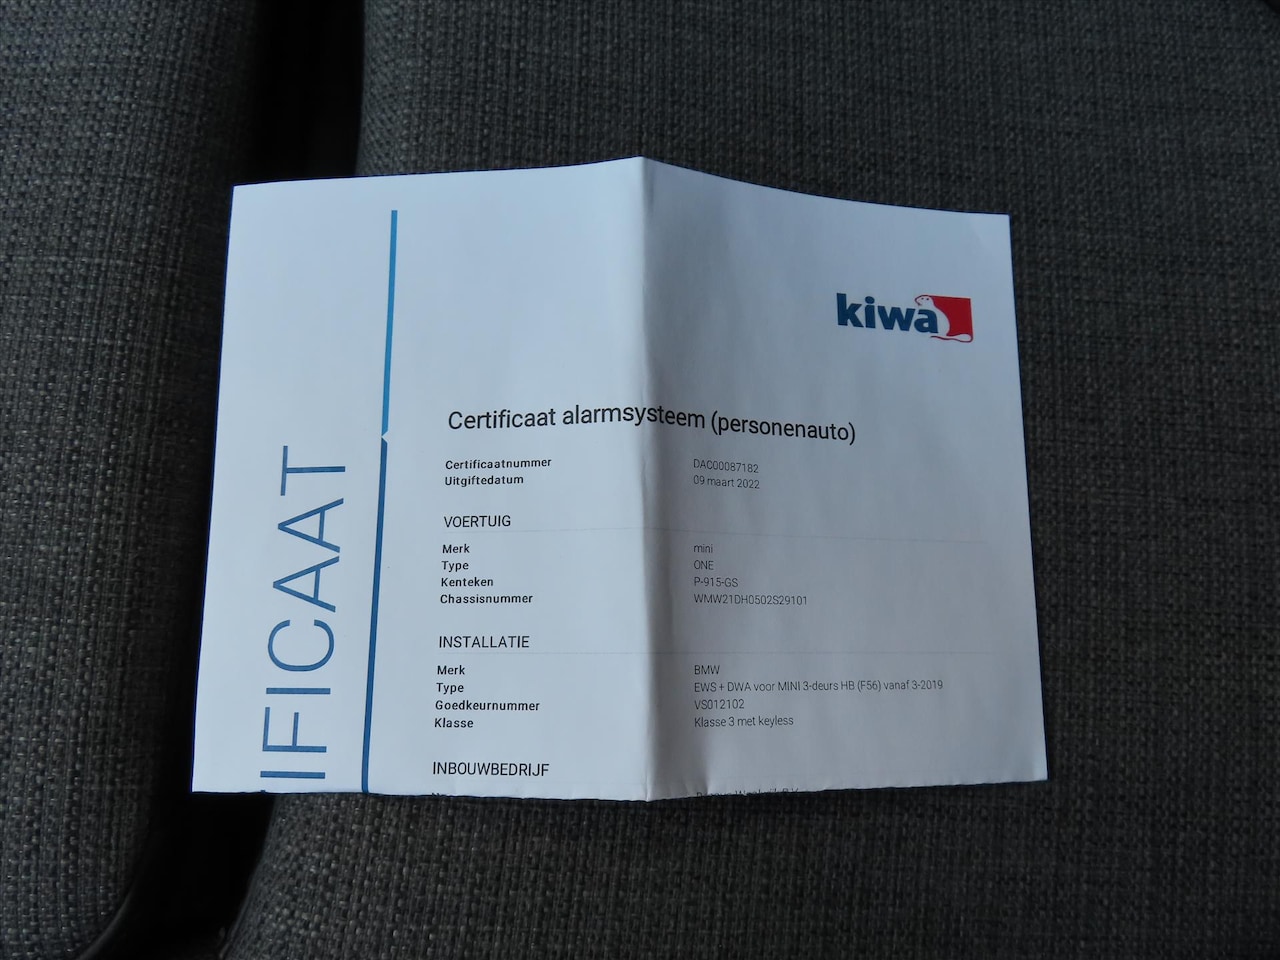 IFICAAT
kiwa
Certificaat alarmsysteem (personenauto)
Certificaatnummer DAC00087182
Uitgiftedatum 09 maart 2022
VOERTUIG
Merk mini
Type ONE
Kenteken P-915-GS
Chassisnummer WMW21DH0502S29101
INSTALLATIE
Merk BMW
Type EWS + DWA voor MINI 3-deurs HB (F56) vanaf 3-2019
Goedkeurnummer VS012102
Klasse Klasse 3 met keyless
INBOUWBEDRIJF